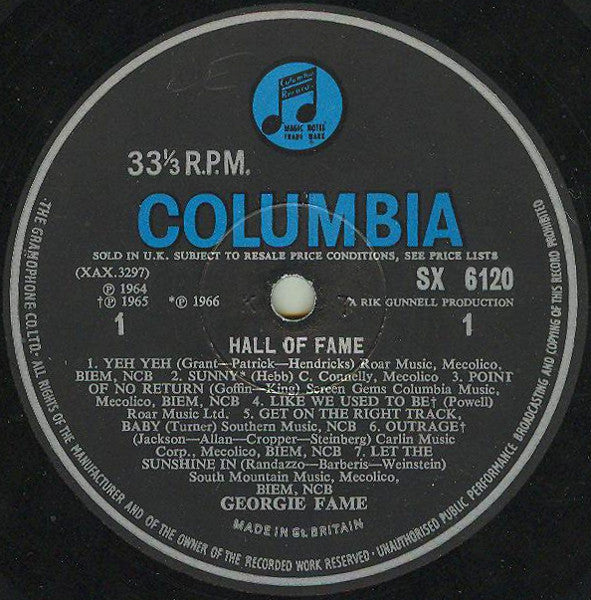 Columbia
Records
MAGIC NOTES
TRADE MARK
33⅓ R.P.M.
COLUMBIA
SOLD IN U.K. SUBJECT TO RESALE PRICE CONDITIONS, SEE PRICE LISTS
(XAX.3297)
SX 6120
℗ 1964
†℗ 1965 *℗ 1966
A RIK GUNNELL PRODUCTION
1
1
HALL OF FAME
1. YEH YEH (Grant—Patrick—Hendricks) Roar Music, Mecolico,
BIEM, NCB 2. SUNNY* (Hebb) C. Connelly, Mecolico 3. POINT
OF NO RETURN (Goffin—King) Screen Gems Columbia Music,
Mecolico, BIEM, NCB 4. LIKE WE USED TO BE† (Powell)
Roar Music Ltd. 5. GET ON THE RIGHT TRACK,
BABY (Turner) Southern Music, NCB 6. OUTRAGE†
(Jackson—Allan—Cropper—Steinberg) Carlin Music
Corp., Mecolico, BIEM, NCB 7. LET THE
SUNSHINE IN (Randazzo—Barberis—Weinstein)
South Mountain Music, Mecolico,
BIEM, NCB
GEORGIE FAME
MADE IN Gt. BRITAIN
THE GRAMOPHONE CO. LTD. · ALL RIGHTS OF THE MANUFACTURER AND OF THE OWNER OF THE RECORDED WORK RESERVED · UNAUTHORISED PUBLIC PERFORMANCE BROADCASTING AND COPYING OF THIS RECORD PROHIBITED